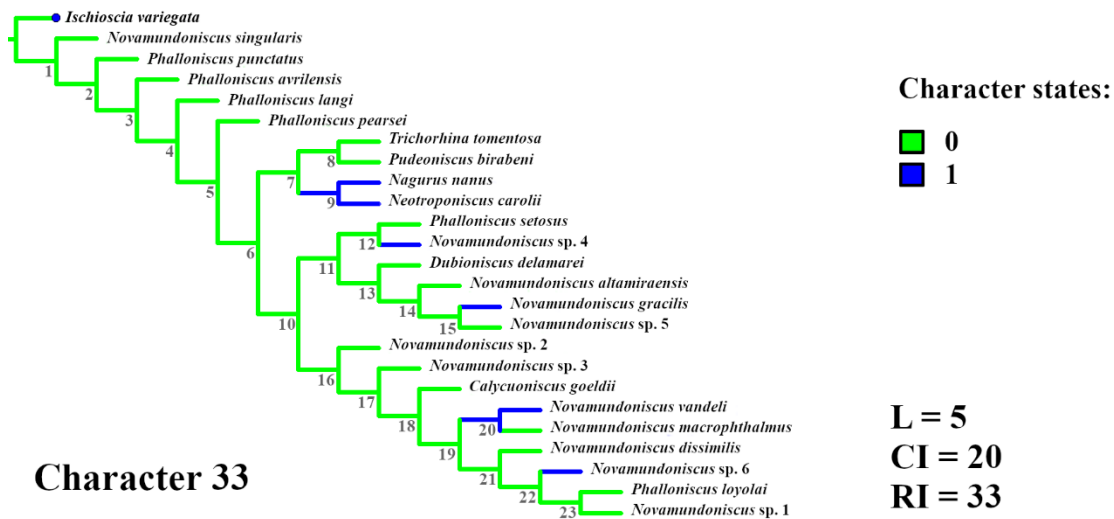 Ischioscia variegata
Novamundoniscus singularis
1
Phalloniscus punctatus
2
Phalloniscus avrilensis
3
Phalloniscus langi
4
Phalloniscus pearsei
5
Trichorhina tomentosa
8
Pudeoniscus birabeni
7
Nagurus nanus
9
Neotroponiscus carolii
6
Phalloniscus setosus
12
Novamundoniscus sp. 4
11
Dubioniscus delamarei
13
Novamundoniscus altamiraensis
14
Novamundoniscus gracilis
15
Novamundoniscus sp. 5
10
Novamundoniscus sp. 2
16
Novamundoniscus sp. 3
17
Calycuoniscus goeldii
18
Novamundoniscus vandeli
20
Novamundoniscus macrophthalmus
19
Novamundoniscus dissimilis
21
Novamundoniscus sp. 6
22
Phalloniscus loyolai
23
Novamundoniscus sp. 1
Character states:
0
1
L = 5
CI = 20
RI = 33
Character 33